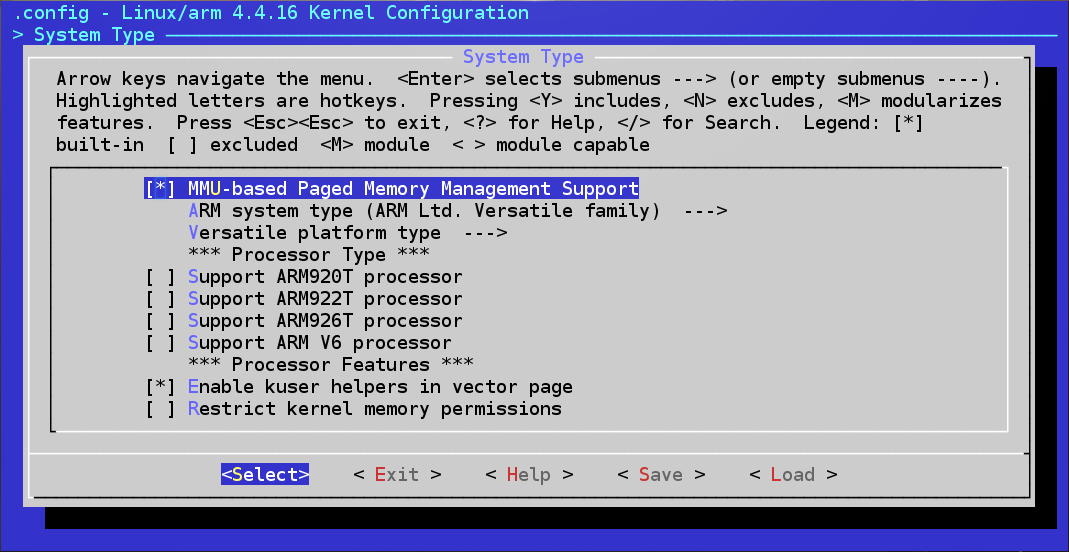 .config - Linux/arm 4.4.16 Kernel Configuration
> System Type
System Type
Arrow keys navigate the menu.  <Enter> selects submenus ---> (or empty submenus ----).
Highlighted letters are hotkeys.  Pressing <Y> includes, <N> excludes, <M> modularizes
features.  Press <Esc><Esc> to exit, <?> for Help, </> for Search.  Legend: [*]
built-in  [ ] excluded  <M> module  < > module capable
[*] MMU-based Paged Memory Management Support
ARM system type (ARM Ltd. Versatile family)  --->
Versatile platform type  --->
*** Processor Type ***
[ ] Support ARM920T processor
[ ] Support ARM922T processor
[ ] Support ARM926T processor
[ ] Support ARM V6 processor
*** Processor Features ***
[*] Enable kuser helpers in vector page
[ ] Restrict kernel memory permissions
<Select>    < Exit >    < Help >    < Save >    < Load >